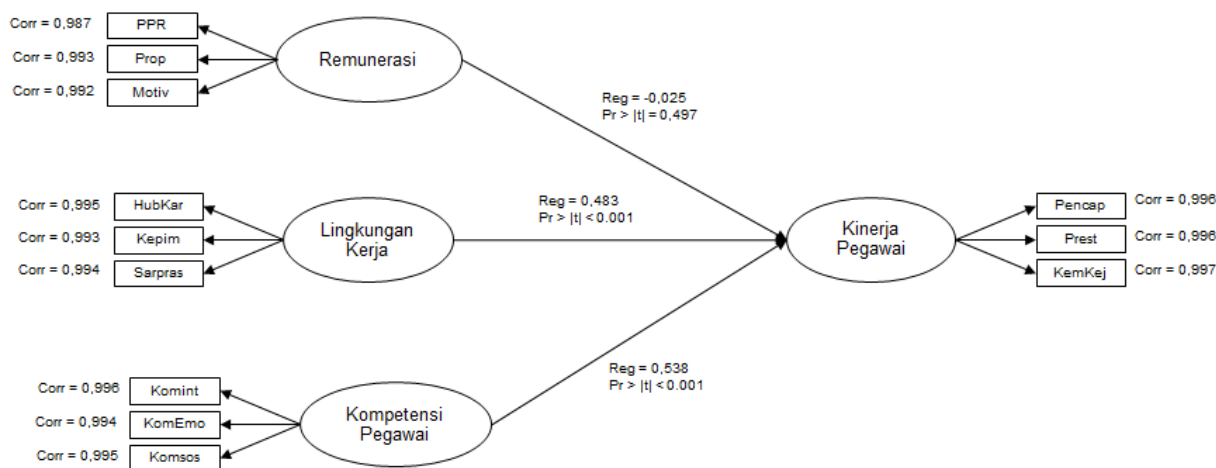 Corr = 0,987
PPR
Corr = 0,993
Prop
Corr = 0,992
Motiv
Remunerasi
Reg = -0,025
Pr > |t| = 0,497
Corr = 0,995
HubKar
Corr = 0,993
Kepim
Corr = 0,994
Sarpras
Lingkungan
Kerja
Reg = 0,483
Pr > |t| < 0.001
Kinerja
Pegawai
Pencap
Corr = 0,996
Prest
Corr = 0,996
KemKej
Corr = 0,997
Reg = 0,538
Pr > |t| < 0.001
Corr = 0,996
Komint
Corr = 0,994
KomEmo
Corr = 0,995
Komsos
Kompetensi
Pegawai